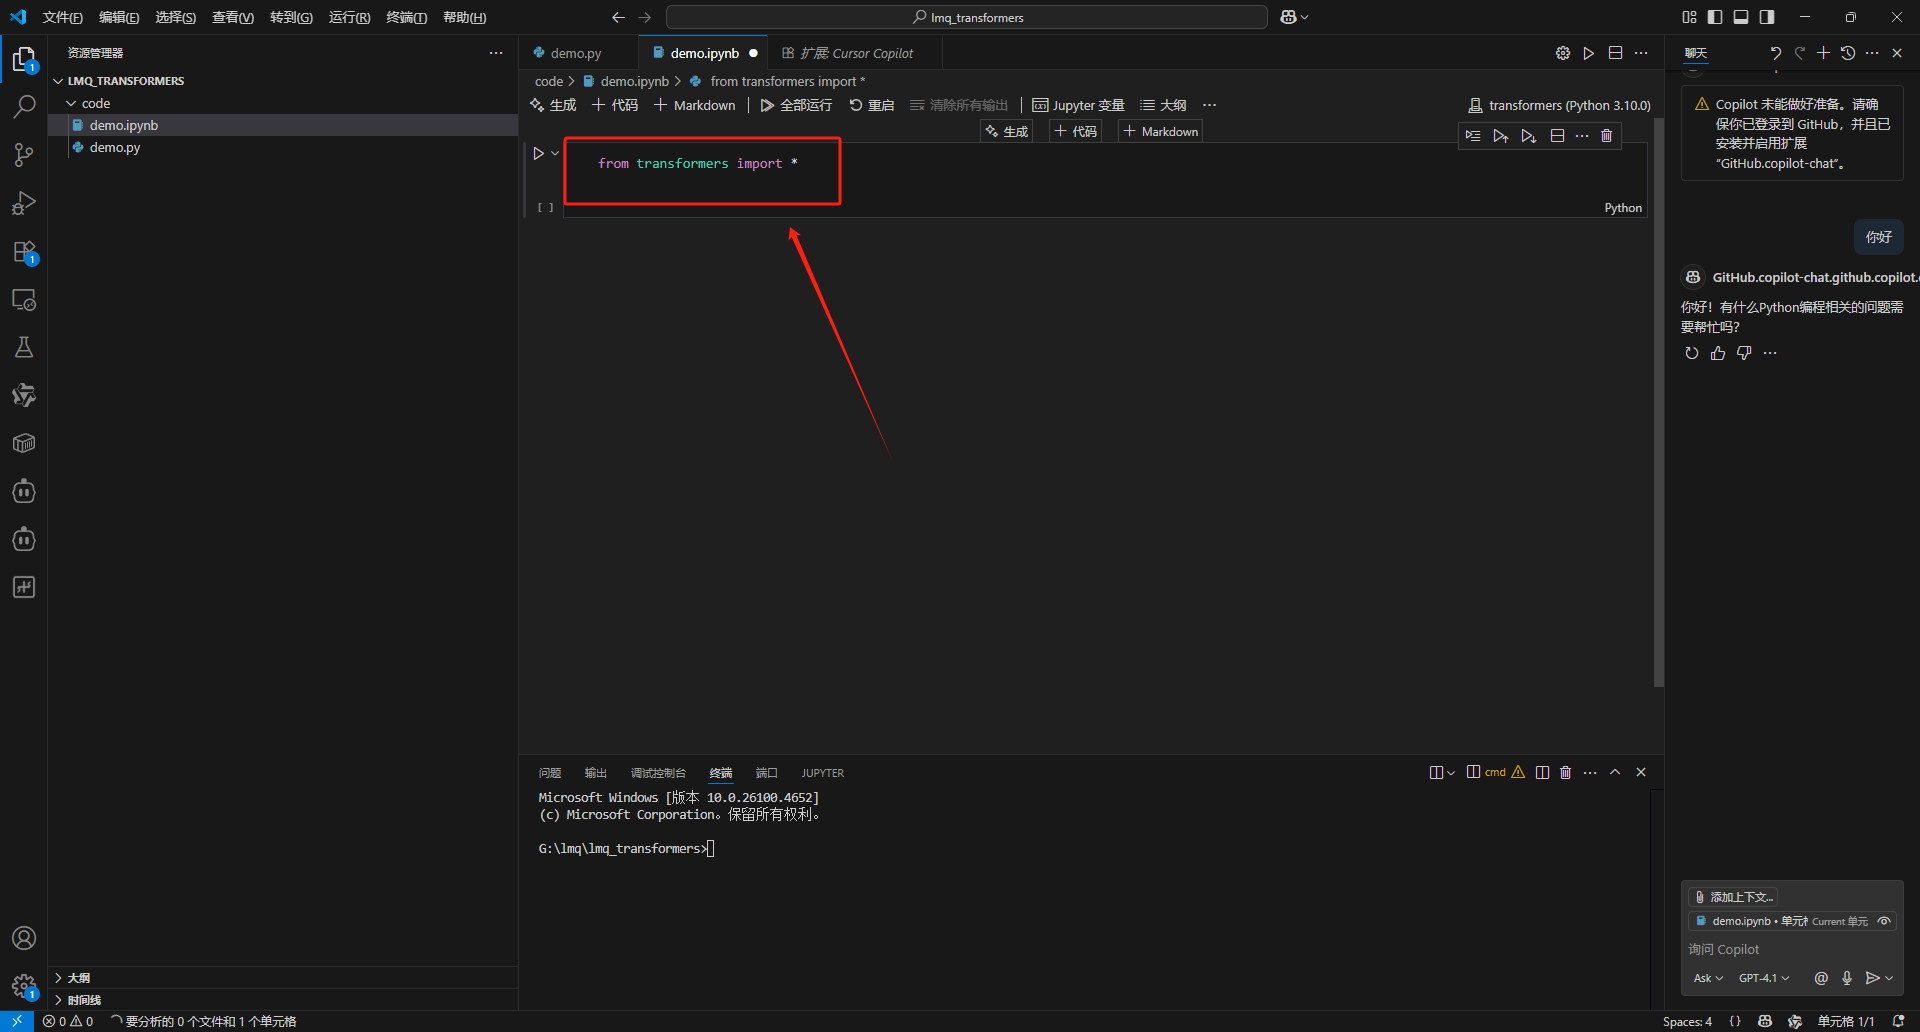 文件(F) 编辑(E) 选择(S) 查看(V) 转到(G) 运行(R) 终端(T) 帮助(H) lmq_transformers
资源管理器
LMQ_TRANSFORMERS
code
demo.ipynb
demo.py
大纲
时间线
demo.py demo.ipynb 扩展: Cursor Copilot
code > demo.ipynb > from transformers import *
生成 代码 Markdown 全部运行 重启 清除所有输出 Jupyter 变量 大纲 transformers (Python 3.10.0)
生成 代码 Markdown
from transformers import *
[ ]
Python
问题 输出 调试控制台 终端 端口 JUPYTER cmd
Microsoft Windows [版本 10.0.26100.4652]
(c) Microsoft Corporation。保留所有权利。
G:\lmq\lmq_transformers>
聊天
Copilot 未能做好准备。请确
保你已登录到 GitHub，并且已
安装并启用扩展
“GitHub.copilot-chat”。
你好
GitHub.copilot-chat.github.copilot.
你好！有什么Python编程相关的问题需
要帮忙吗?
添加上下文...
demo.ipynb • 单元 Current 单元
询问 Copilot
Ask GPT-4.1
1
1
1
0 0 要分析的 0 个文件和 1 个单元格 Spaces: 4 {} 单元格 1/1